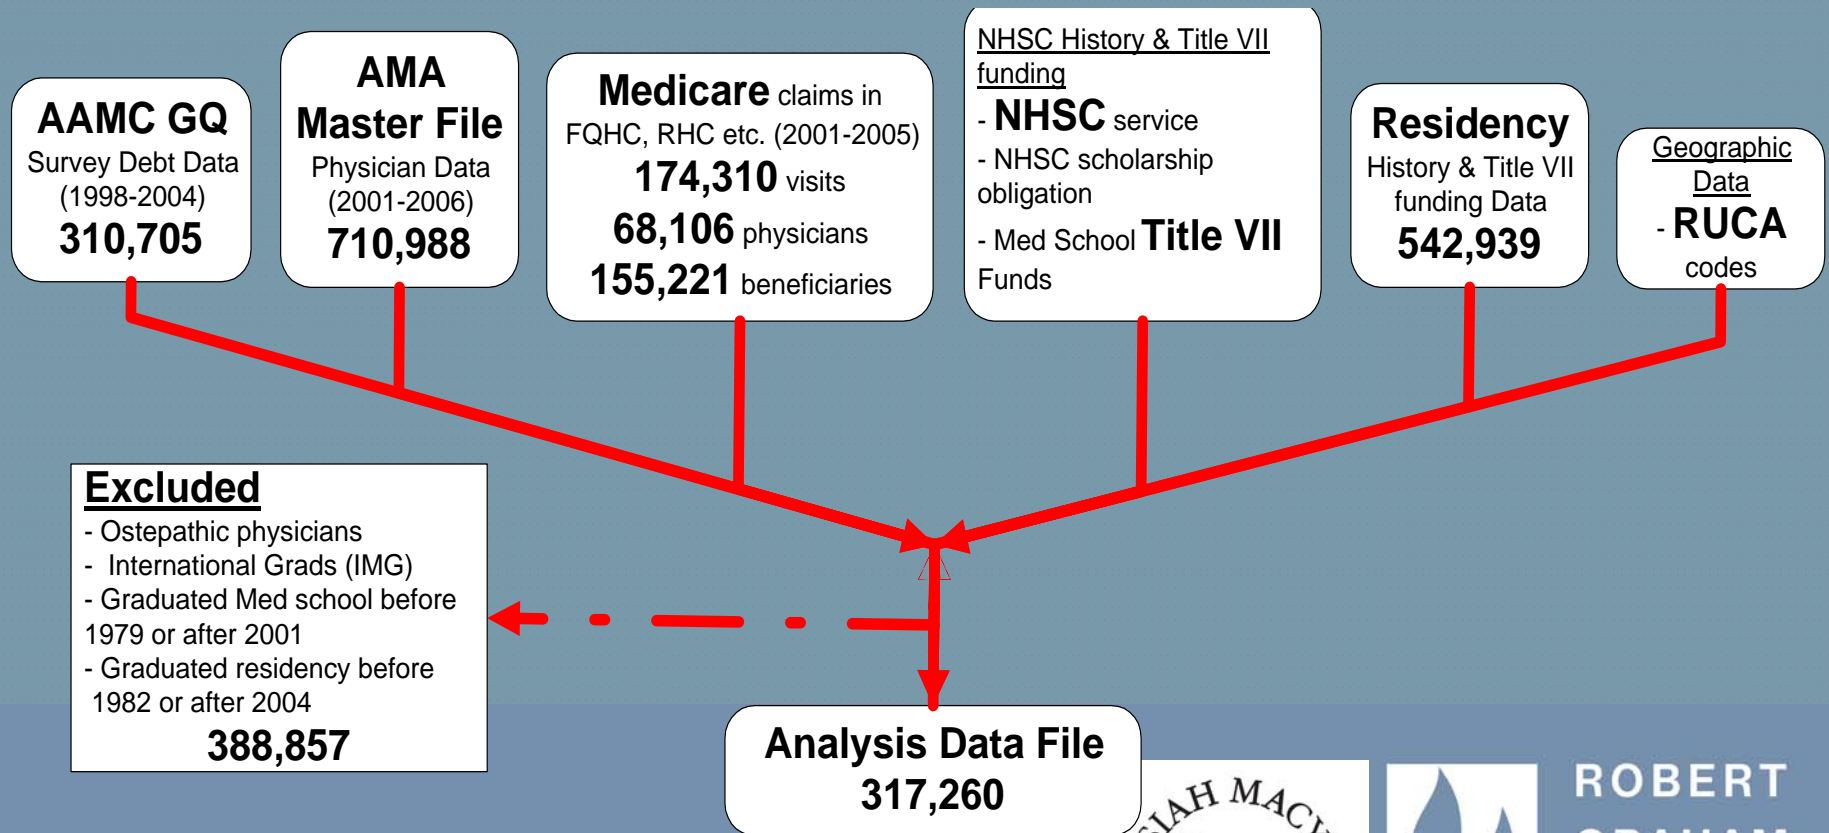 AAMC GQ
Survey Debt Data
(1998-2004)
310,705
AMA
Master File
Physician Data
(2001-2006)
710,988
Medicare claims in
FQHC, RHC etc. (2001-2005)
174,310 visits
68,106 physicians
155,221 beneficiaries
NHSC History & Title VII
funding
- NHSC service
- NHSC scholarship
obligation
- Med School Title VII
Funds
Residency
History & Title VII
funding Data
542,939
Geographic
Data
- RUCA
codes
Excluded
- Ostepathic physicians
- International Grads (IMG)
- Graduated Med school before
1979 or after 2001
- Graduated residency before
1982 or after 2004
388,857
Analysis Data File
317,260
ROBERT